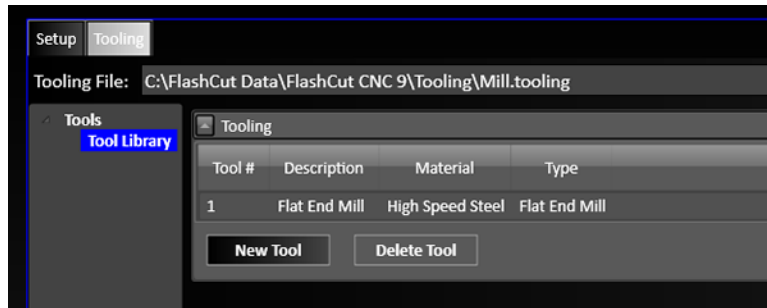 Setup Tooling
Tooling File: C:\FlashCut Data\FlashCut CNC 9\Tooling\Mill.tooling
Tools
Tool Library
Tooling
Tool # Description Material Type
1 Flat End Mill High Speed Steel Flat End Mill
New Tool Delete Tool